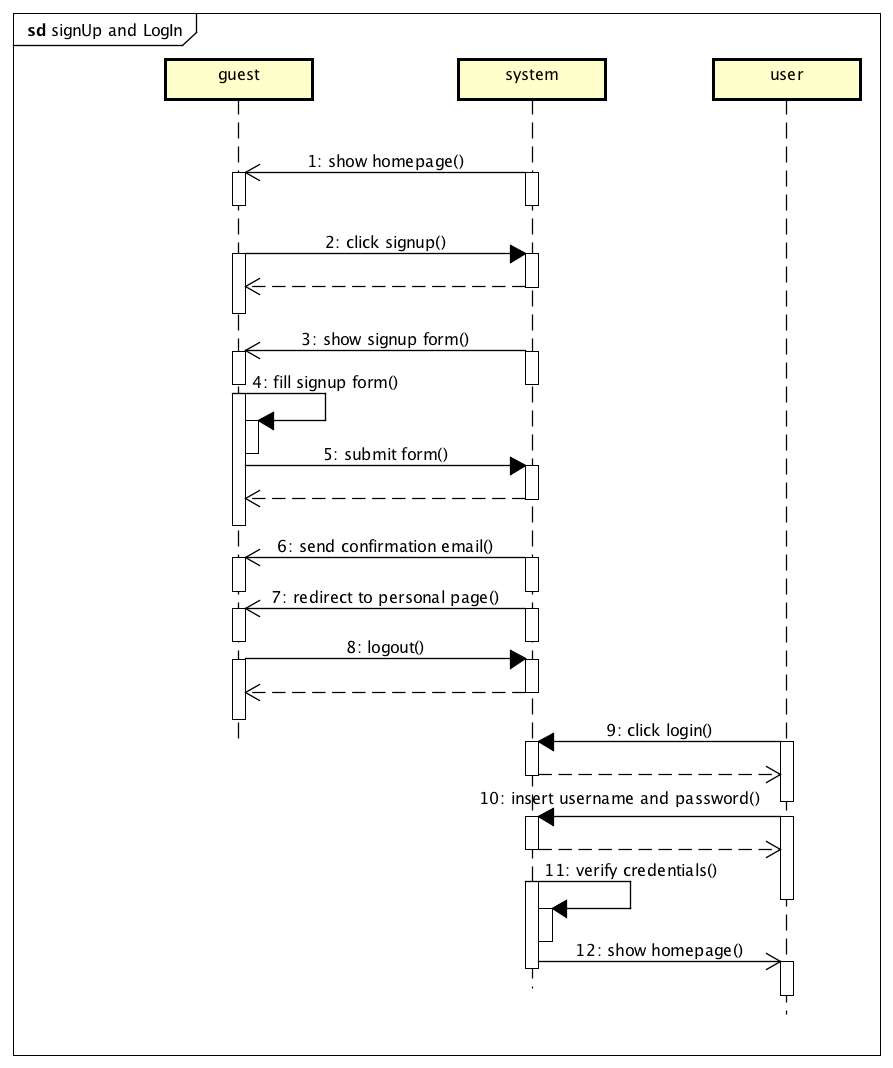 sd signUp and LogIn
guest
system
user
1: show homepage()
2: click signup()
3: show signup form()
4: fill signup form()
5: submit form()
6: send confirmation email()
7: redirect to personal page()
8: logout()
9: click login()
10: insert username and password()
11: verify credentials()
12: show homepage()